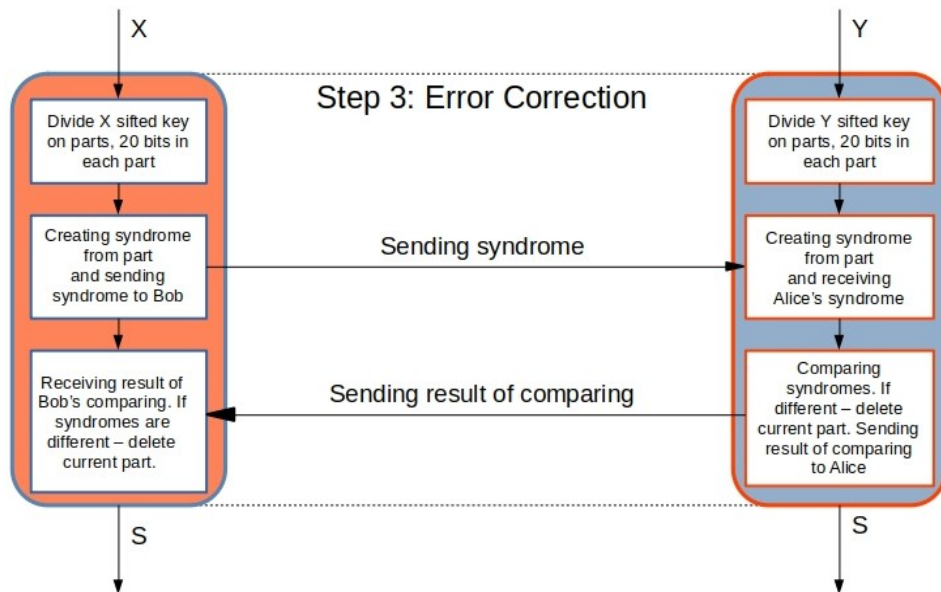 X
Y
Step 3: Error Correction
Divide X sifted key
on parts, 20 bits in
each part
Divide Y sifted key
on parts, 20 bits in
each part
Creating syndrome
from part
and sending
syndrome to Bob
Sending syndrome
Creating syndrome
from part
and receiving
Alice's syndrome
Receiving result of
Bob's comparing. If
syndromes are
different – delete
current part.
Sending result of comparing
Comparing
syndromes. If
different – delete
current part. Sending
result of comparing
to Alice
S
S